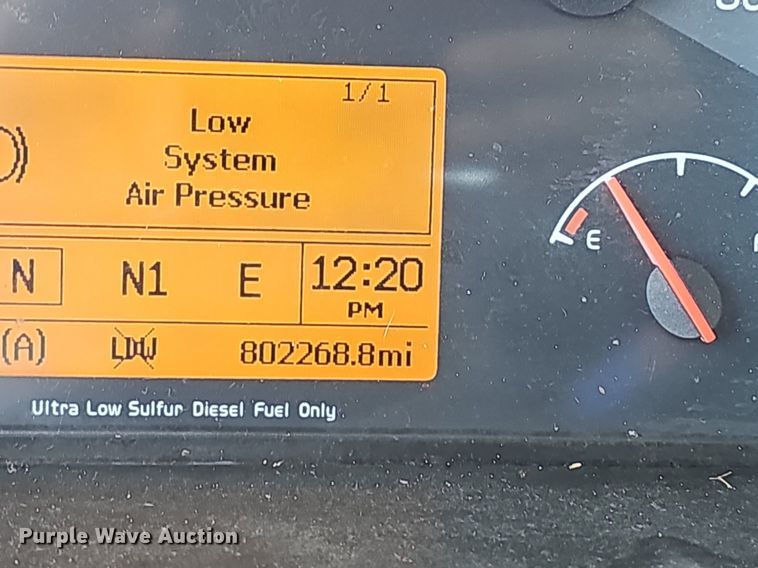 1/1
Low
System
Air Pressure
N N1 E 12:20
PM
(A) LDW 802268.8mi
E
Ultra Low Sulfur Diesel Fuel Only
Purple Wave Auction